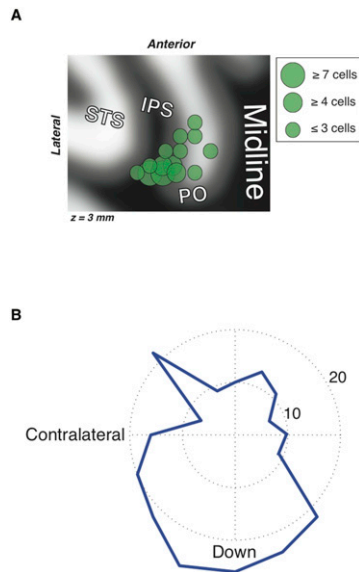 A
Anterior
Lateral
STS
IPS
Midline
PO
z = 3 mm
≥ 7 cells
≥ 4 cells
≤ 3 cells
B
20
10
Contralateral
Down